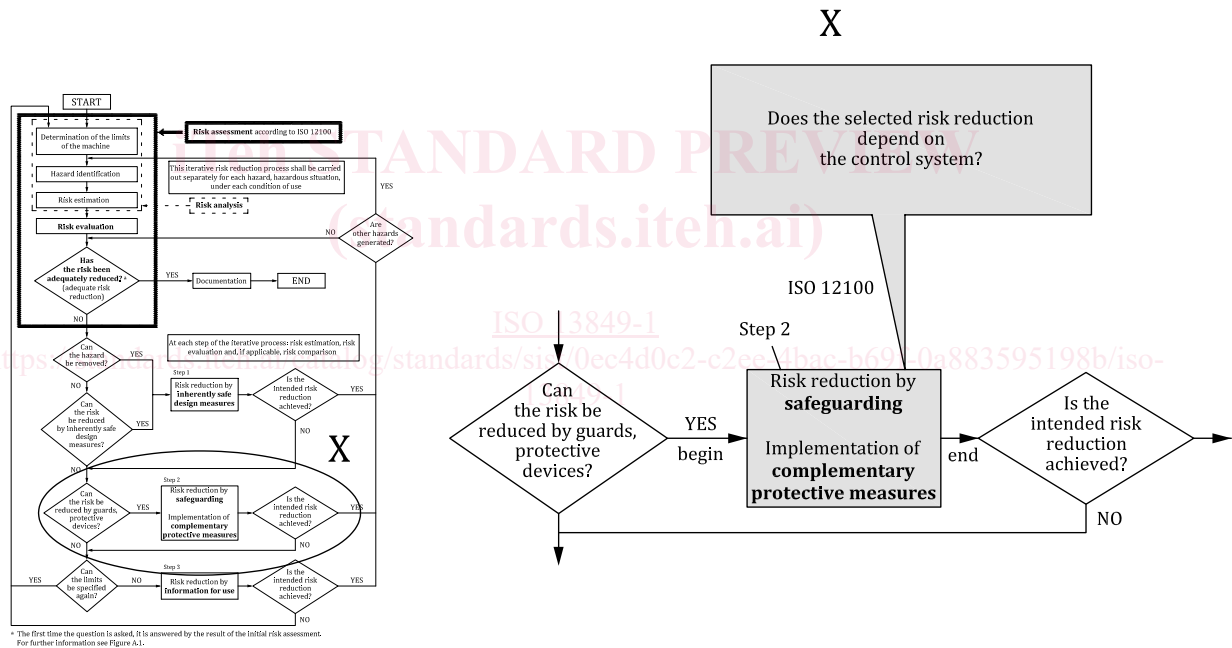 X
Does the selected risk reduction
depend on
the control system?
iTeh STANDARD PREVIEW
(standards.iteh.ai)
START
Risk assessment according to ISO 12100
Determination of the limits
of the machine
This iterative risk reduction process shall be carried
out separately for each hazard, hazardous situation,
under each condition of use
YES
Hazard identification
Risk estimation
Risk analysis
Risk evaluation
NO
Are
other hazards
generated?
Has
the risk been
adequately reduced? a
(adequate risk
reduction)
YES
Documentation
END
NO
ISO 12100
ISO 13849-1
At each step of the iterative process: risk estimation, risk
evaluation and, if applicable, risk comparison
Can
the hazard
be removed?
YES
NO
Step 1
Risk reduction by
inherently safe
design measures
Is the
Intended risk
reduction
achieved?
YES
NO
Can
the risk
he reduced
by inherently safe
design
measures?
YES
NO
X
Step 2
Can
the risk be
reduced by guards,
protective
devices?
YES
begin
Risk reduction by
safeguarding
Implementation of
complementary
protective measures
end
Is the
intended risk
reduction
achieved?
NO
Can
the risk be
reduced by guards,
protective
devices?
YES
NO
Step 2
Risk reduction by
safeguarding
Implementation of
complementary
protective measures
Is the
intended risk
reduction
achieved?
YES
NO
Can
the limits
be specified
again?
YES
NO
Step 3
Risk reduction by
information for use
Is the
intended risk
reduction
achieved?
YES
NO
a The first time the question is asked, it is answered by the result of the initial risk assessment.
For further information see Figure A.1.